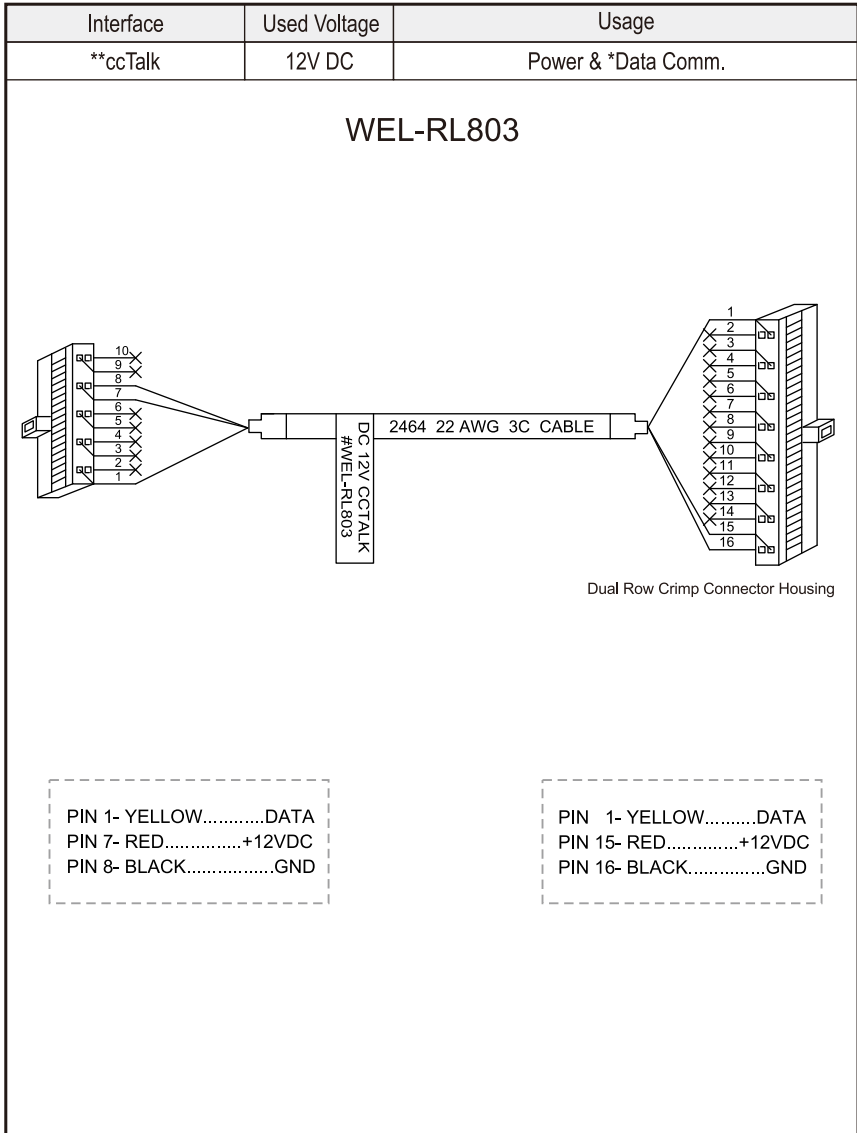 Interface Used Voltage Usage
**ccTalk 12V DC Power & *Data Comm.
WEL-RL803
10
9
8
7
6
5
4
3
2
1
DC 12V CCTALK
#WEL-RL803
2464 22 AWG 3C CABLE
1
2
3
4
5
6
7
8
9
10
11
12
13
14
15
16
Dual Row Crimp Connector Housing
PIN 1- YELLOW...........DATA
PIN 7- RED..............+12VDC
PIN 8- BLACK................GND
PIN 1- YELLOW.........DATA
PIN 15- RED.............+12VDC
PIN 16- BLACK..............GND